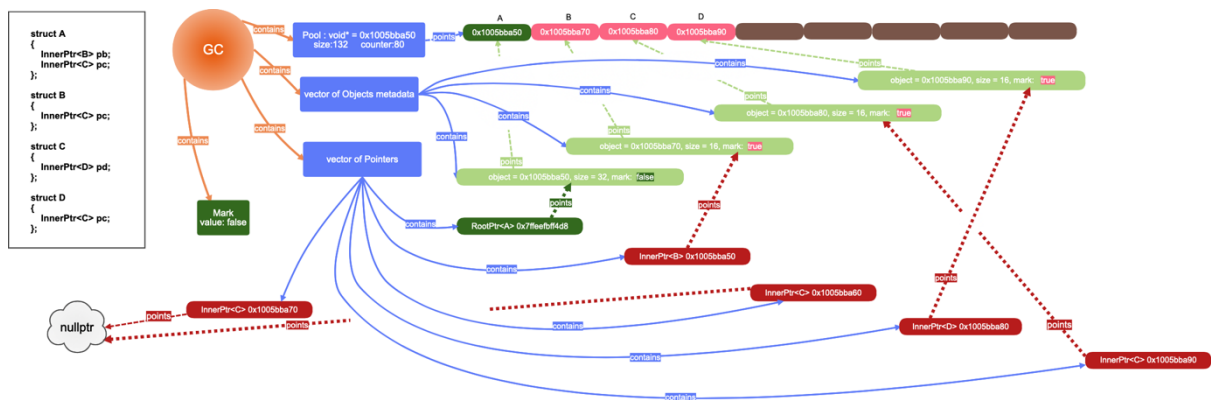 struct A
{
InnerPtr<B> pb;
InnerPtr<C> pc;
};
struct B
{
InnerPtr<C> pc;
};
struct C
{
InnerPtr<D> pd;
};
struct D
{
InnerPtr<C> pc;
};
GC
contains
contains
contains
contains
Pool : void* = 0x1005bba50
size:132 counter:80
points
A
B
C
D
0x1005bba50
0x1005bba70
0x1005bba80
0x1005bba90
vector of Objects metadata
contains
contains
contains
contains
points
points
points
points
object = 0x1005bba90, size = 16, mark: true
object = 0x1005bba80, size = 16, mark: true
object = 0x1005bba70, size = 16, mark: true
object = 0x1005bba50, size = 32, mark: false
vector of Pointers
Mark
value: false
contains
points
RootPtr<A> 0x7ffeefbff4d8
contains
points
InnerPtr<B> 0x1005bba50
InnerPtr<C> 0x1005bba60
points
contains
InnerPtr<C> 0x1005bba70
points
nullptr
points
InnerPtr<D> 0x1005bba80
contains
points
InnerPtr<C> 0x1005bba90
contains